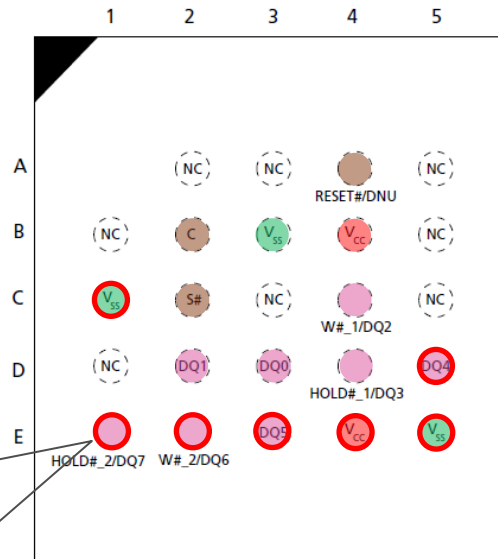 1 2 3 4 5
A NC NC NC
RESET#/DNU
B NC C Vss Vcc NC
C Vss S# NC NC
W#_1/DQ2
D NC DQ1 DQ0 DQ4
HOLD#_1/DQ3
E DQ5 Vcc Vss
HOLD#_2/DQ7 W#_2/DQ6